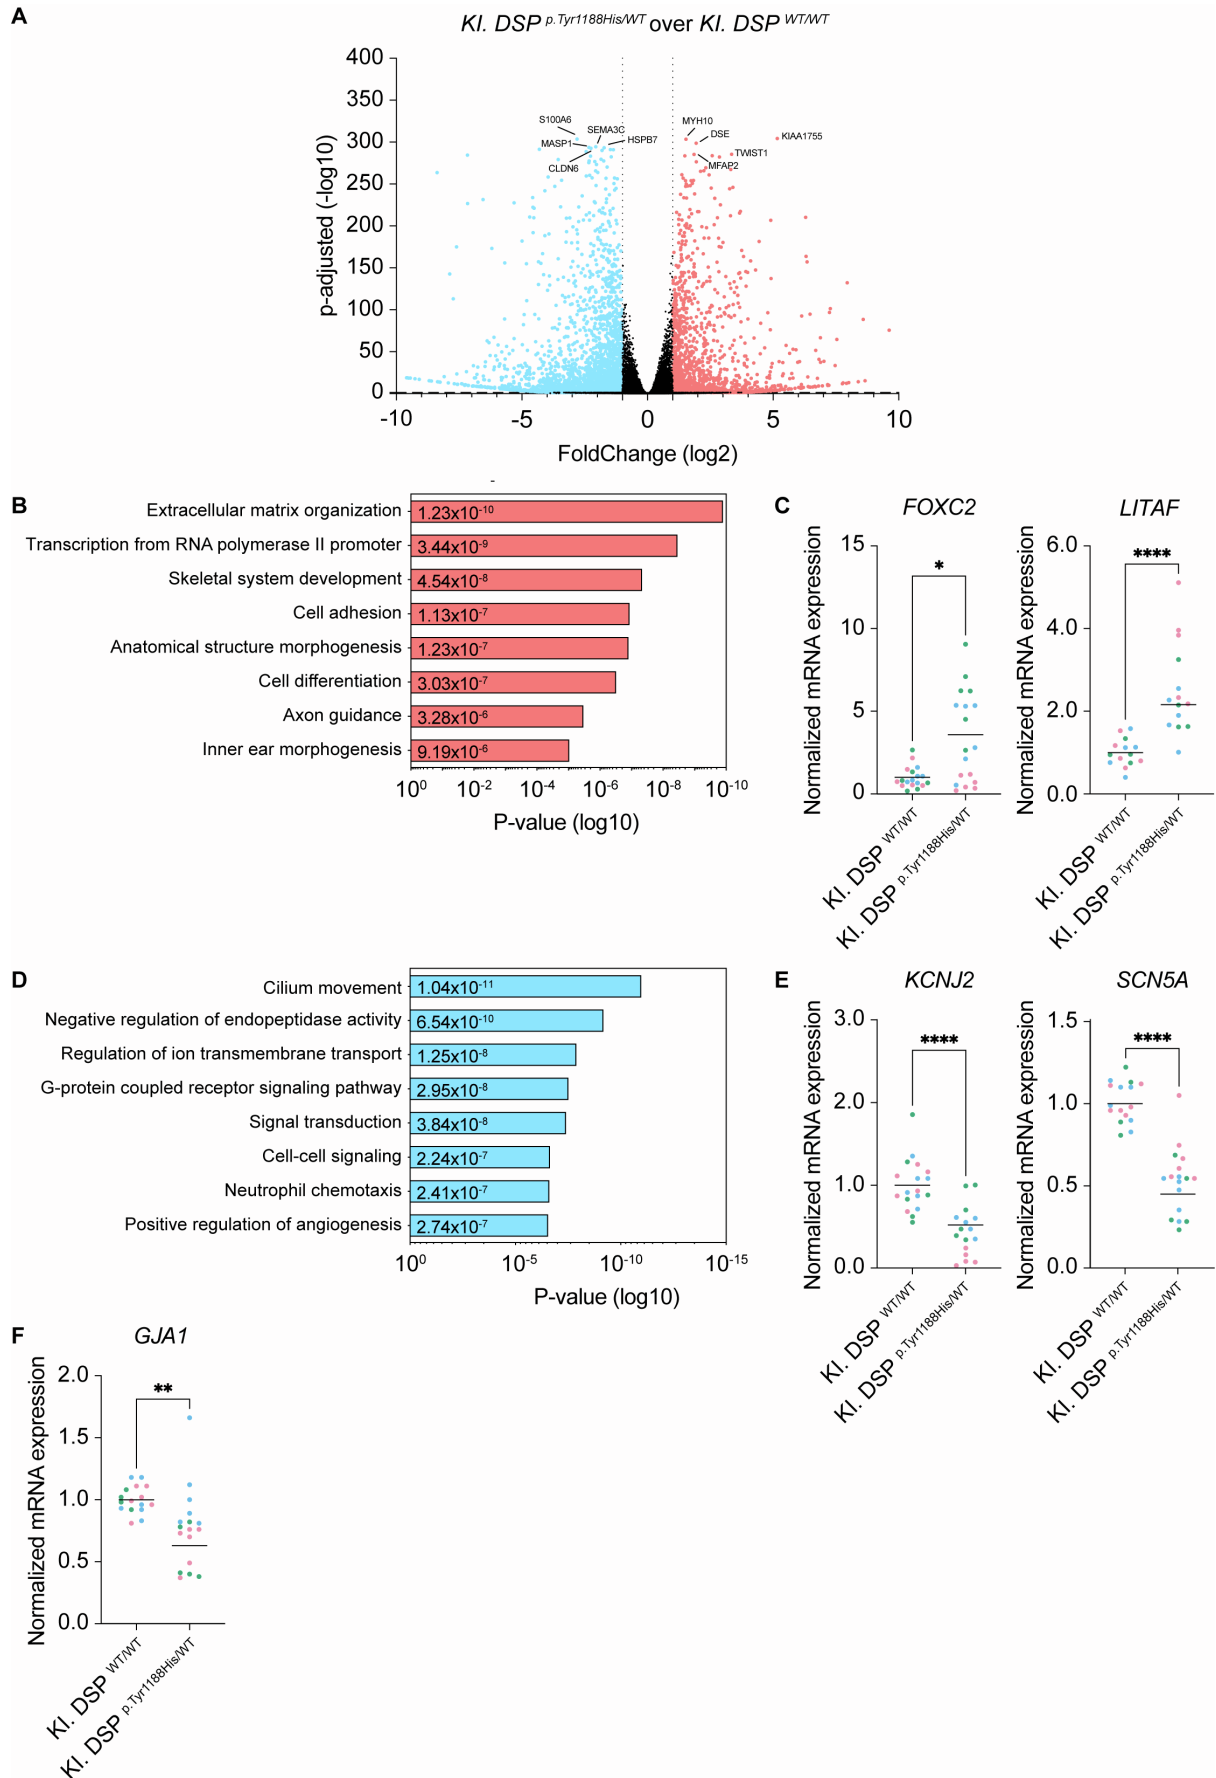 A
KI. DSP p.Tyr1188His/WT over KI. DSP WT/WT
p-adjusted (-log10)
400
350
300
250
200
150
100
50
0
S100A6
SEMA3C
MASP1
HSPB7
CLDN6
MYH10
DSE
KIAA1755
TWIST1
MFAP2
-10
-5
0
5
10
FoldChange (log2)
B
Extracellular matrix organization 1.23x10-10
Transcription from RNA polymerase II promoter 3.44x10-9
Skeletal system development 4.54x10-8
Cell adhesion 1.13x10-7
Anatomical structure morphogenesis 1.23x10-7
Cell differentiation 3.03x10-7
Axon guidance 3.28x10-6
Inner ear morphogenesis 9.19x10-6
100 10-2 10-4 10-6 10-8 10-10
P-value (log10)
C
FOXC2
Normalized mRNA expression
15
10
5
0
*
KI. DSP WT/WT
KI. DSP p.Tyr1188His/WT
LITAF
Normalized mRNA expression
6.0
4.0
2.0
0.0
****
KI. DSP WT/WT
KI. DSP p.Tyr1188His/WT
D
Cilium movement 1.04x10-11
Negative regulation of endopeptidase activity 6.54x10-10
Regulation of ion transmembrane transport 1.25x10-8
G-protein coupled receptor signaling pathway 2.95x10-8
Signal transduction 3.84x10-8
Cell-cell signaling 2.24x10-7
Neutrophil chemotaxis 2.41x10-7
Positive regulation of angiogenesis 2.74x10-7
100 10-5 10-10 10-15
P-value (log10)
E
KCNJ2
Normalized mRNA expression
3.0
2.0
1.0
0.0
****
KI. DSP WT/WT
KI. DSP p.Tyr1188His/WT
SCN5A
Normalized mRNA expression
1.5
1.0
0.5
0.0
****
KI. DSP WT/WT
KI. DSP p.Tyr1188His/WT
F
GJA1
Normalized mRNA expression
2.0
1.5
1.0
0.5
0.0
**
KI. DSP WT/WT
KI. DSP p.Tyr1188His/WT